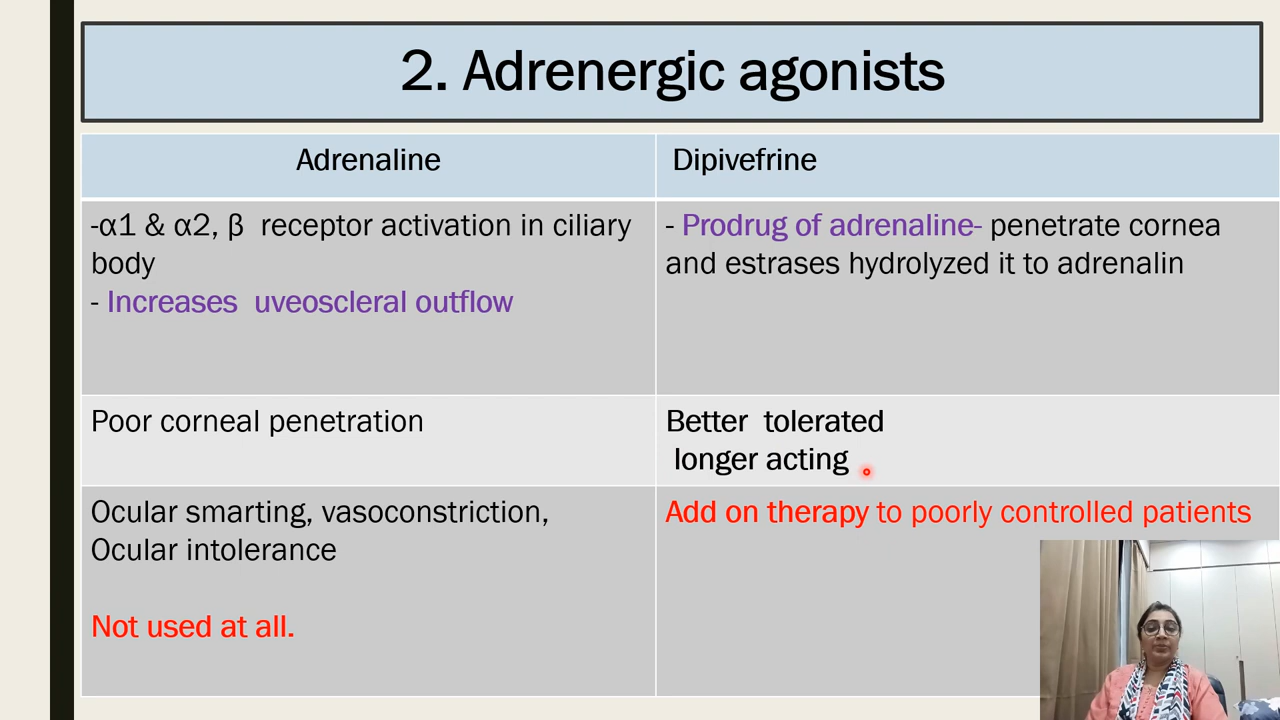 2. Adrenergic agonists
Adrenaline
Dipivefrine
-α1 & α2, β receptor activation in ciliary
body
- Increases uveoscleral outflow
- Prodrug of adrenaline- penetrate cornea
and estrases hydrolyzed it to adrenalin
Poor corneal penetration
Better tolerated
longer acting
Ocular smarting, vasoconstriction,
Ocular intolerance
Not used at all.
Add on therapy to poorly controlled patients